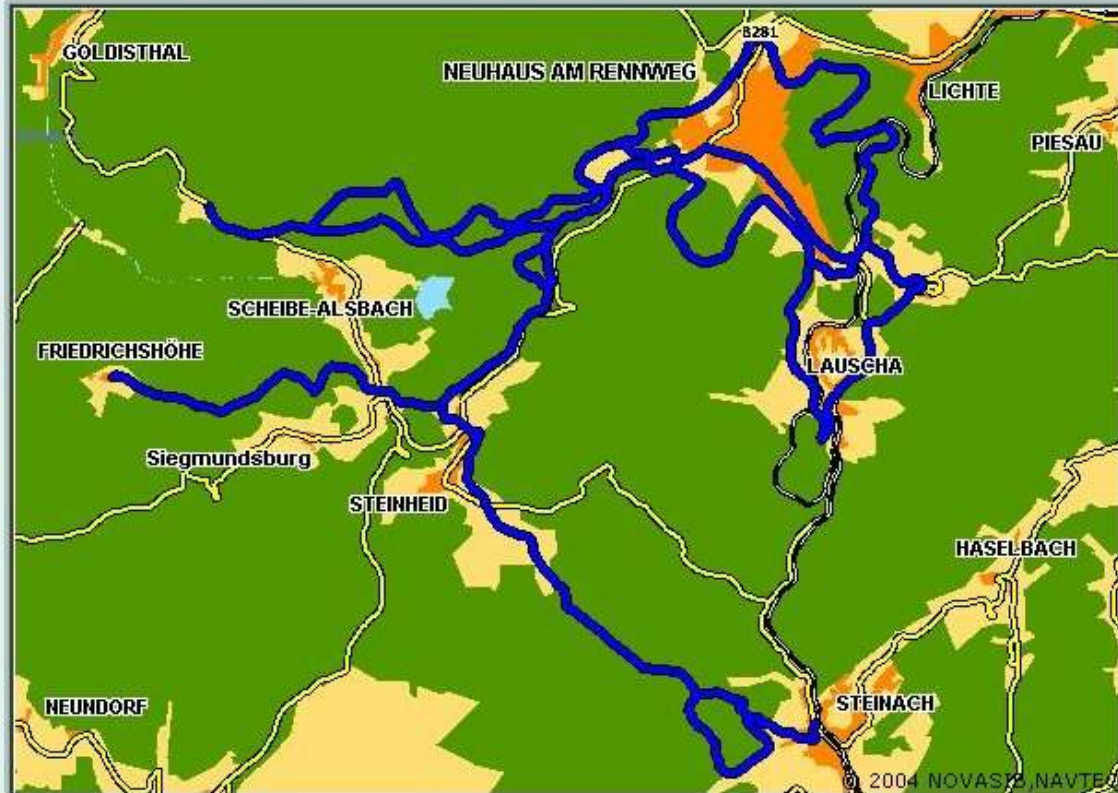 B281
GOLDISTHAL
NEUHAUS AM RENNWEG
LICHTE
PIESAU
SCHEIBE-ALSBACH
FRIEDRICHSHÖHE
LAUSCHA
Siegmundsburg
STEINHEID
HASELBACH
NEUNDORF
STEINACH
© 2004 NOVASIB,NAVTEQ